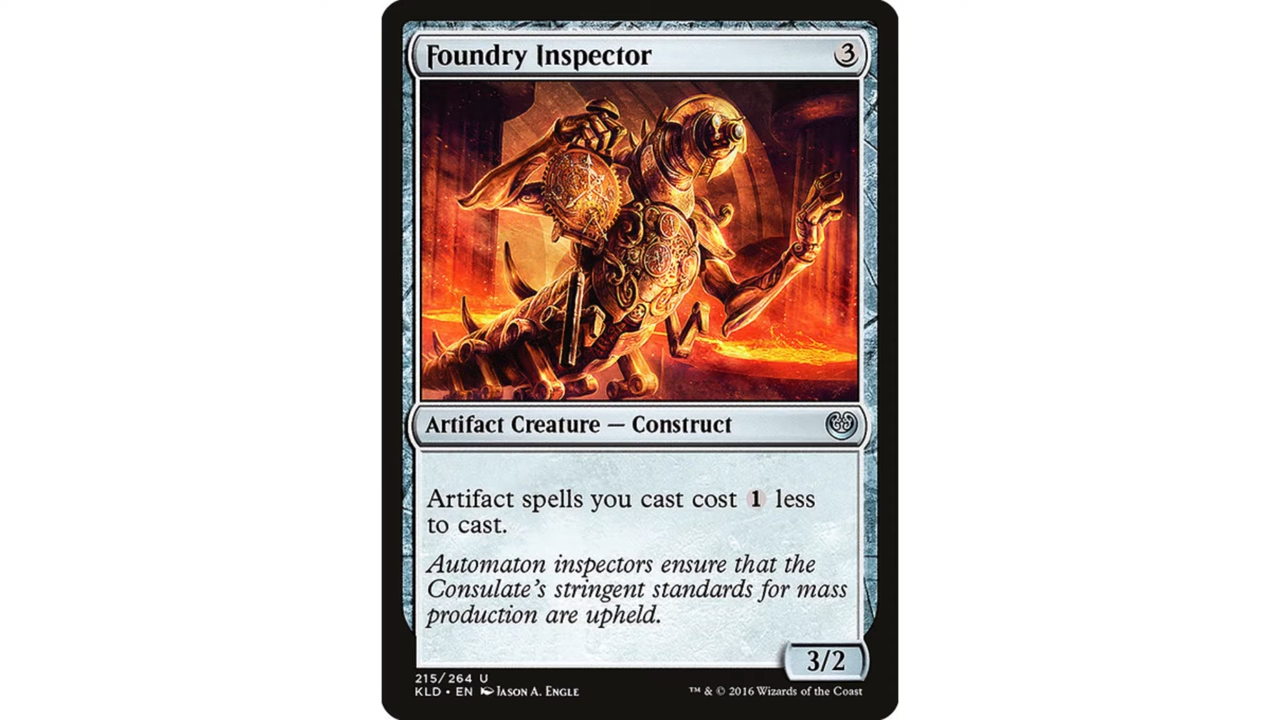 Foundry Inspector 3
Artifact Creature — Construct
Artifact spells you cast cost 1 less
to cast.
Automaton inspectors ensure that the
Consulate's stringent standards for mass
production are upheld.
3/2
215/264 U
KLD • EN Jason A. Engle
™ & © 2016 Wizards of the Coast